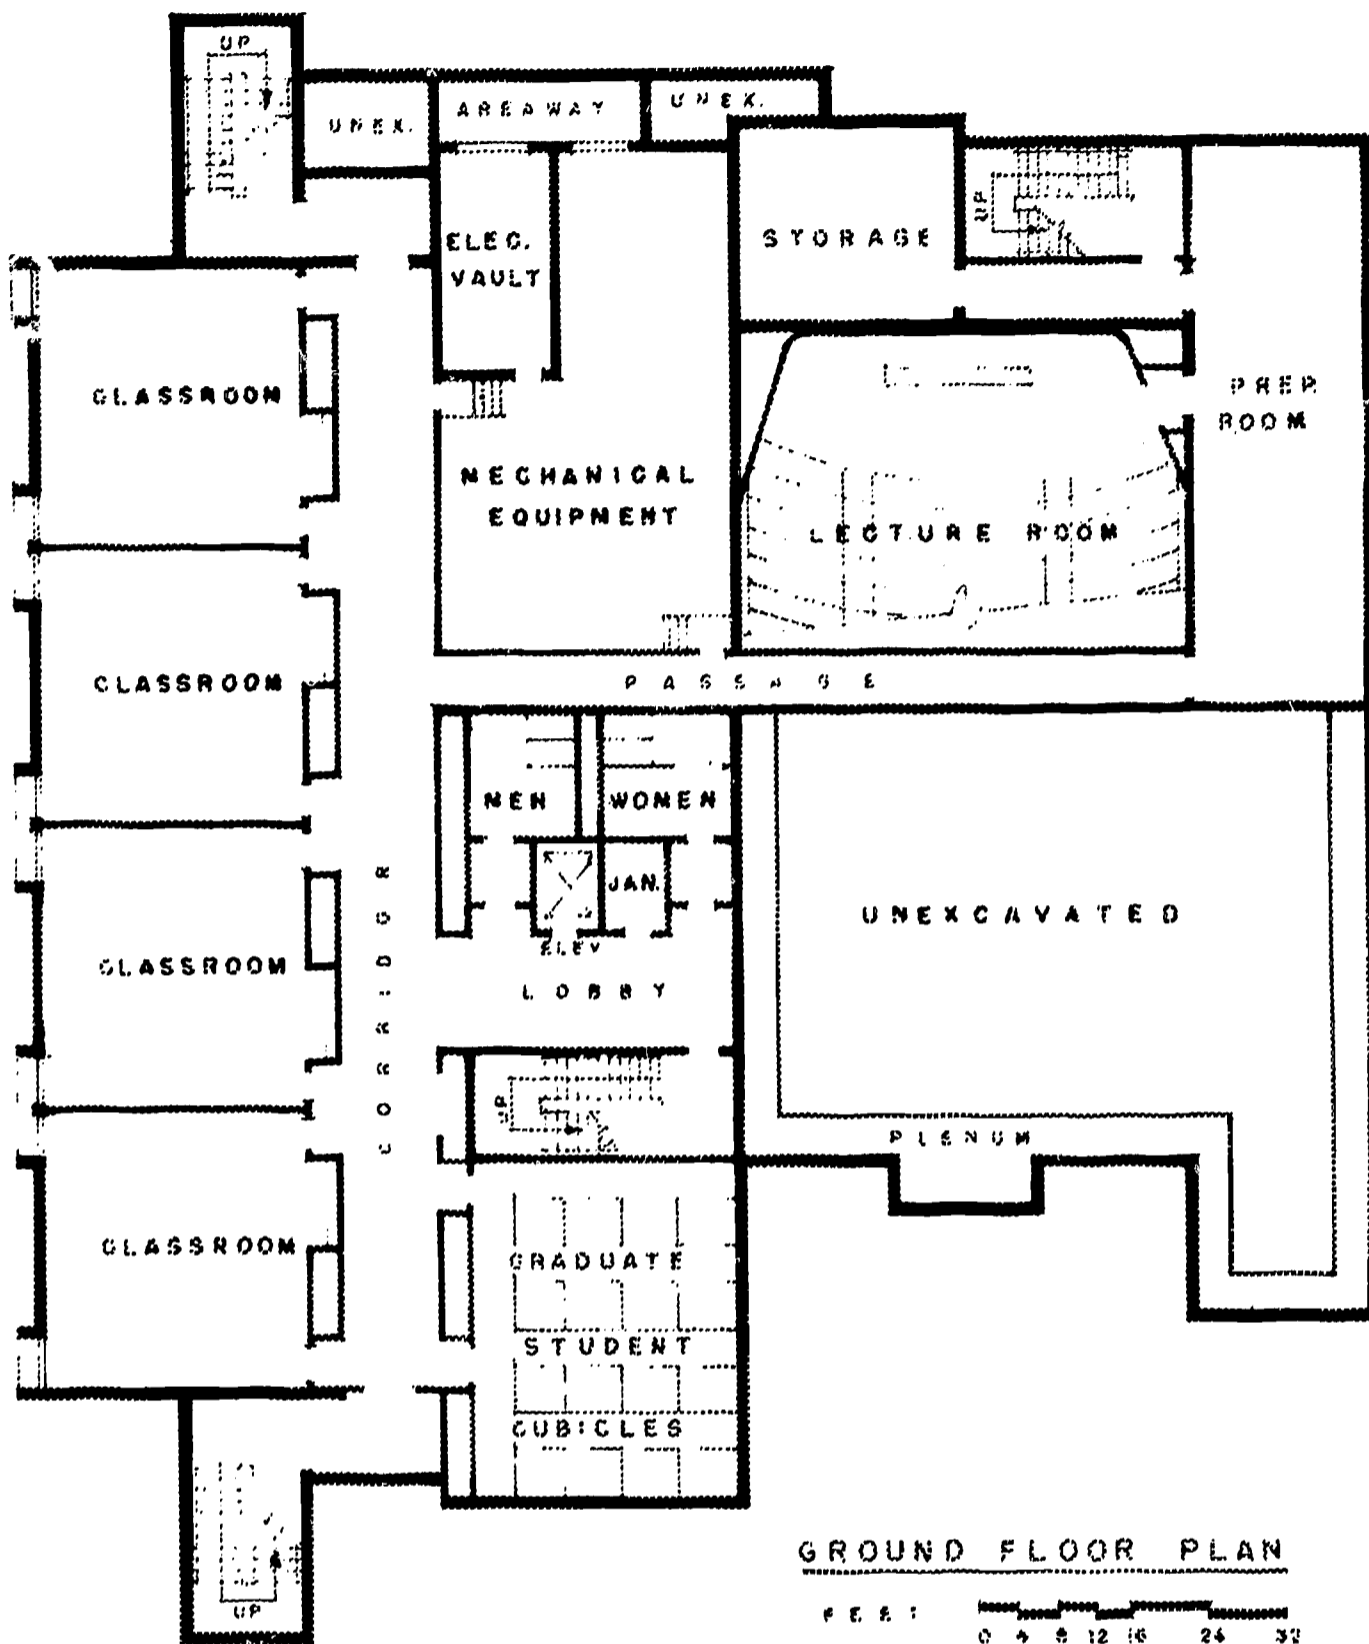 UP
UNEX.
AREAWAY
UNEX.
ELEC.
VAULT
STORAGE
UP
CLASSROOM
PREP
ROOM
MECHANICAL
EQUIPMENT
LECTURE ROOM
CLASSROOM
PASSAGE
MEN
WOMEN
JAN.
ELEV
CORRIDOR
CLASSROOM
LOBBY
UNEXCAVATED
UP
PLENUM
CLASSROOM
GRADUATE
STUDENT
CUBICLES
UP
GROUND FLOOR PLAN
FEET
0 4 8 12 16 24 32